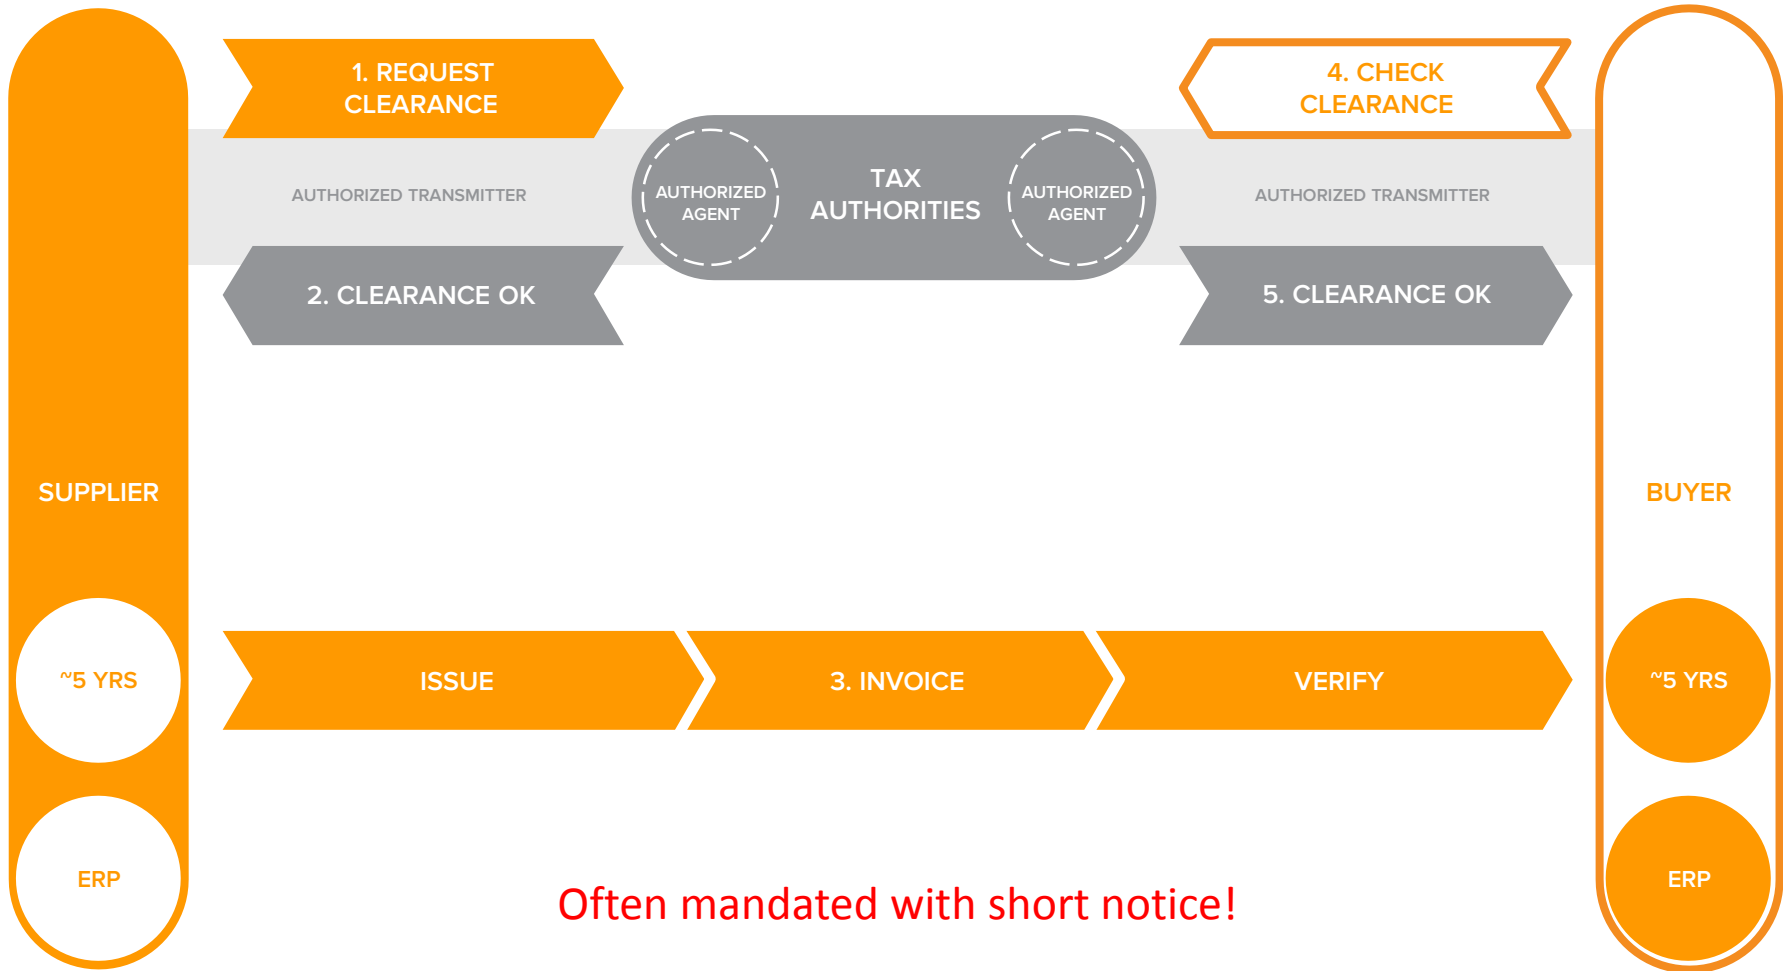 1. REQUEST
CLEARANCE
4. CHECK
CLEARANCE
AUTHORIZED TRANSMITTER
AUTHORIZED
AGENT
TAX
AUTHORITIES
AUTHORIZED
AGENT
AUTHORIZED TRANSMITTER
2. CLEARANCE OK
5. CLEARANCE OK
SUPPLIER
BUYER
~5 YRS
ISSUE
3. INVOICE
VERIFY
~5 YRS
ERP
ERP
Often mandated with short notice!